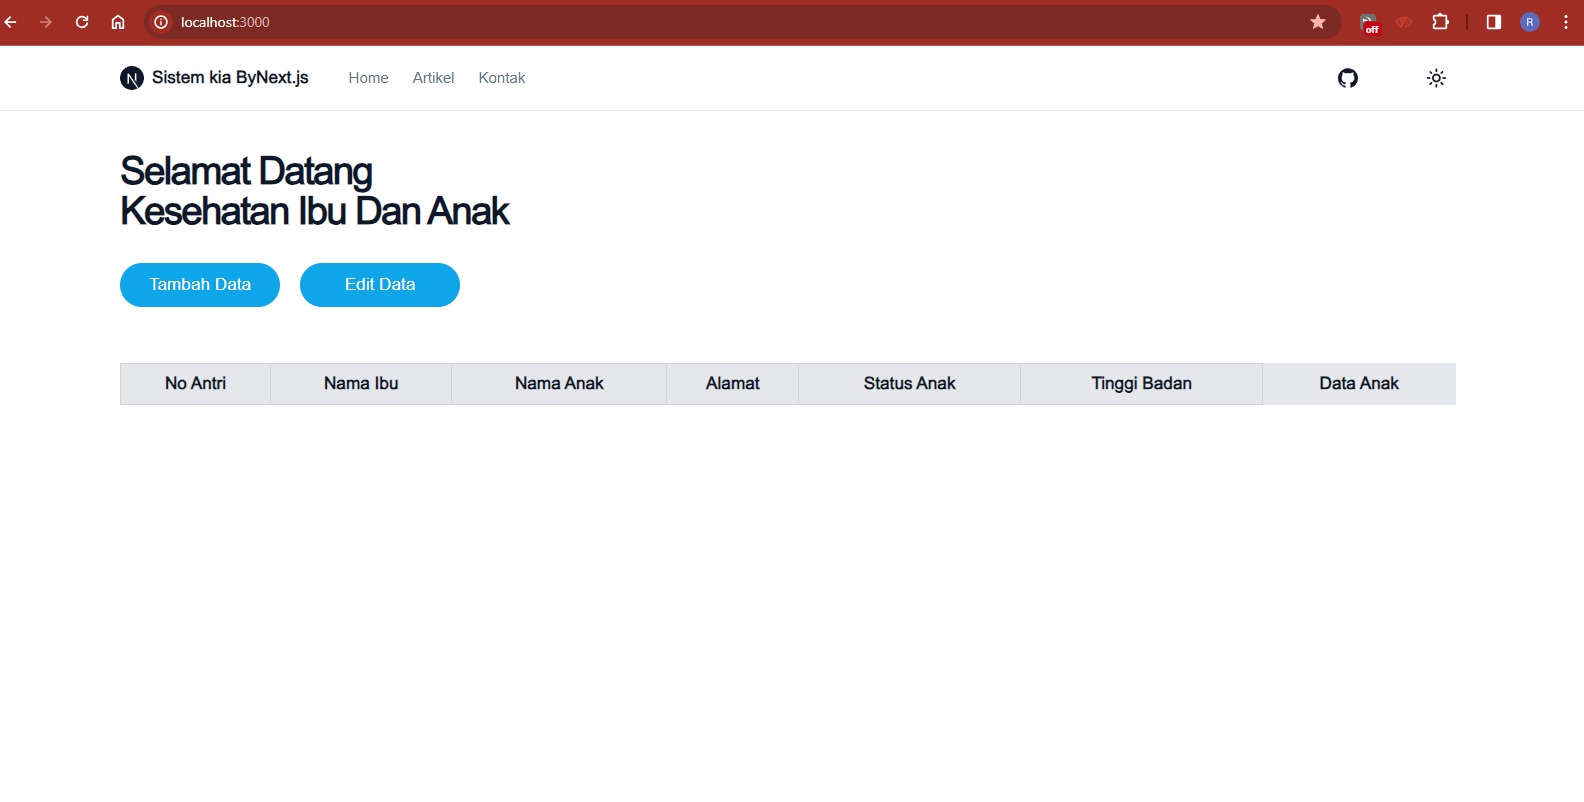 localhost:3000
off
R
N Sistem kia ByNext.js Home Artikel Kontak
Selamat Datang
Kesehatan Ibu Dan Anak
Tambah Data Edit Data
No Antri Nama Ibu Nama Anak Alamat Status Anak Tinggi Badan Data Anak